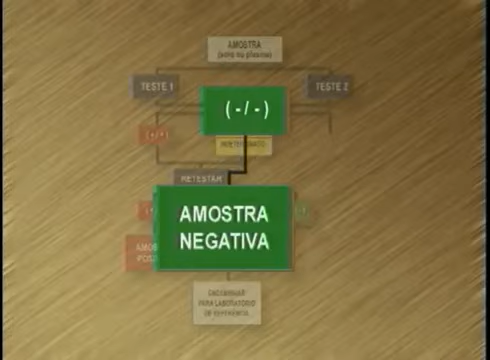 AMOSTRA
(soro ou plasma)
TESTE 1
TESTE 2
(-/-)
(+/+)
RETESTAR
AMOSTRA
NEGATIVA
ENCAMINHAR
PARA LABORATÓRIO
DE REFERÊNCIA